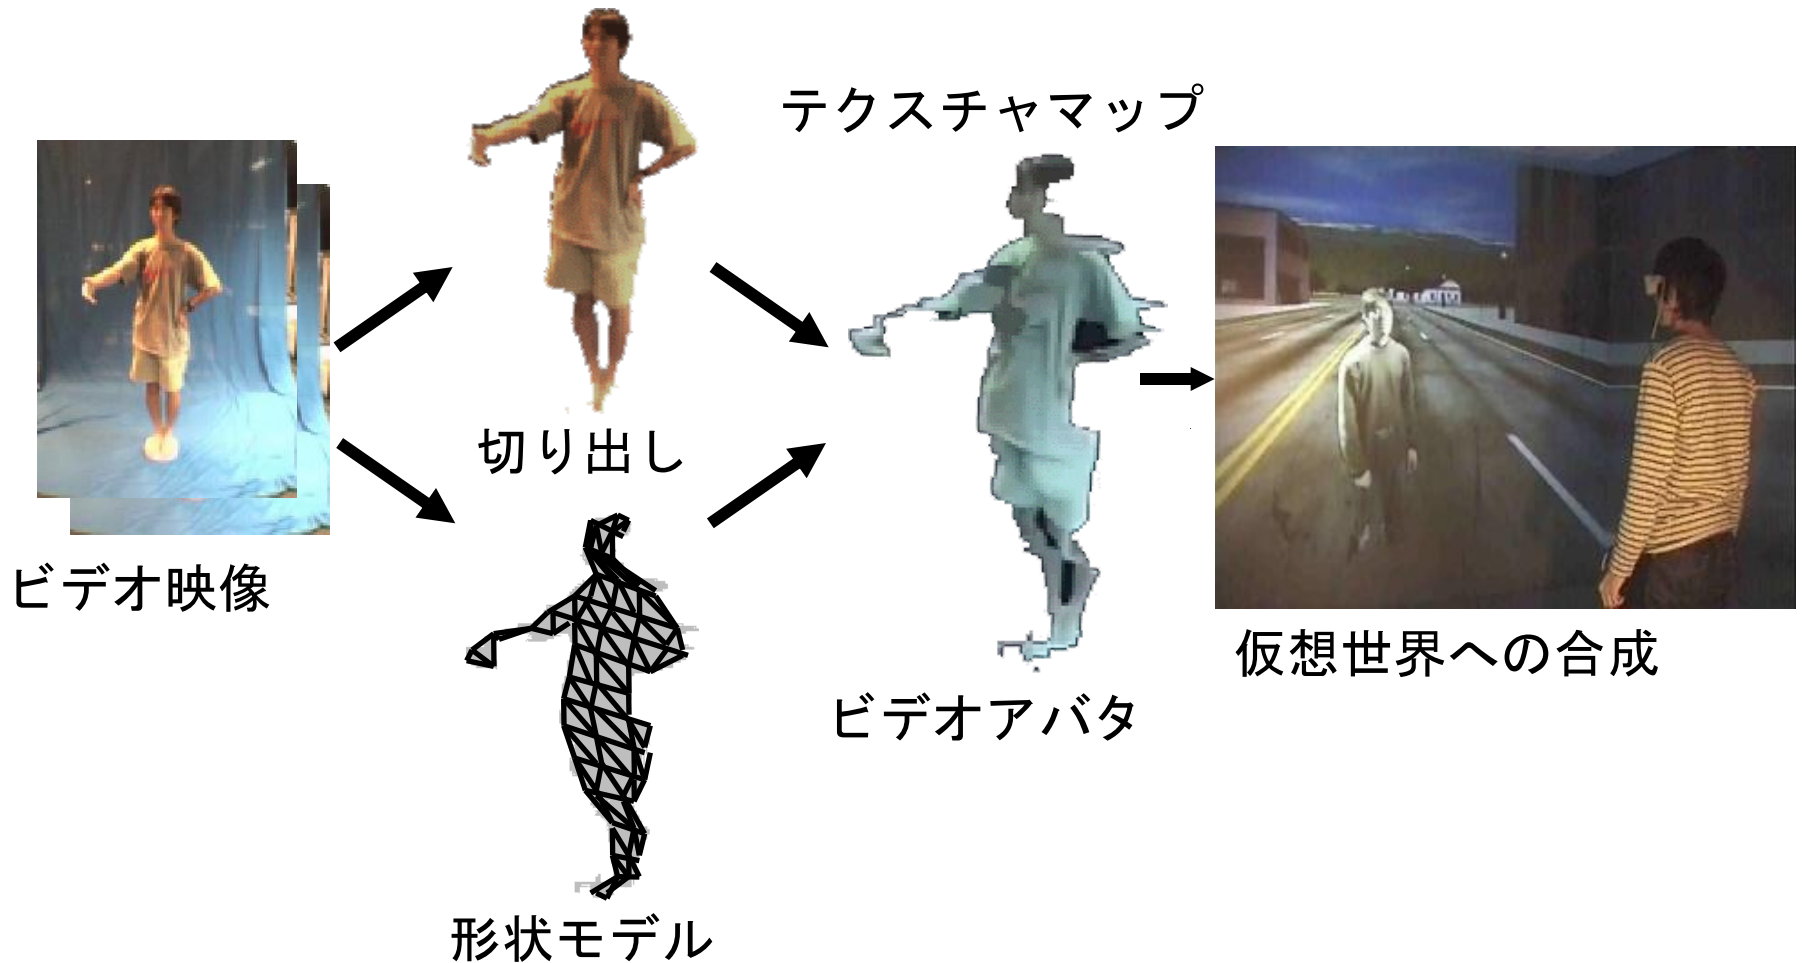 ビデオ映像
切り出し
形状モデル
テクスチャマップ
ビデオアバタ
仮想世界への合成